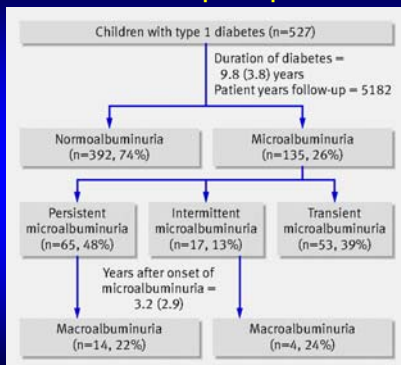 Children with type 1 diabetes (n=527)
Duration of diabetes =
9.8 (3.8) years
Patient years follow-up = 5182
Normoalbuminuria
(n=392, 74%)
Microalbuminuria
(n=135, 26%)
Persistent
microalbuminuria
(n=65, 48%)
Intermittent
microalbuminuria
(n=17, 13%)
Transient
microalbuminuria
(n=53, 39%)
Years after onset of
microalbuminuria =
3.2 (2.9)
Macroalbuminuria
(n=14, 22%)
Macroalbuminuria
(n=4, 24%)